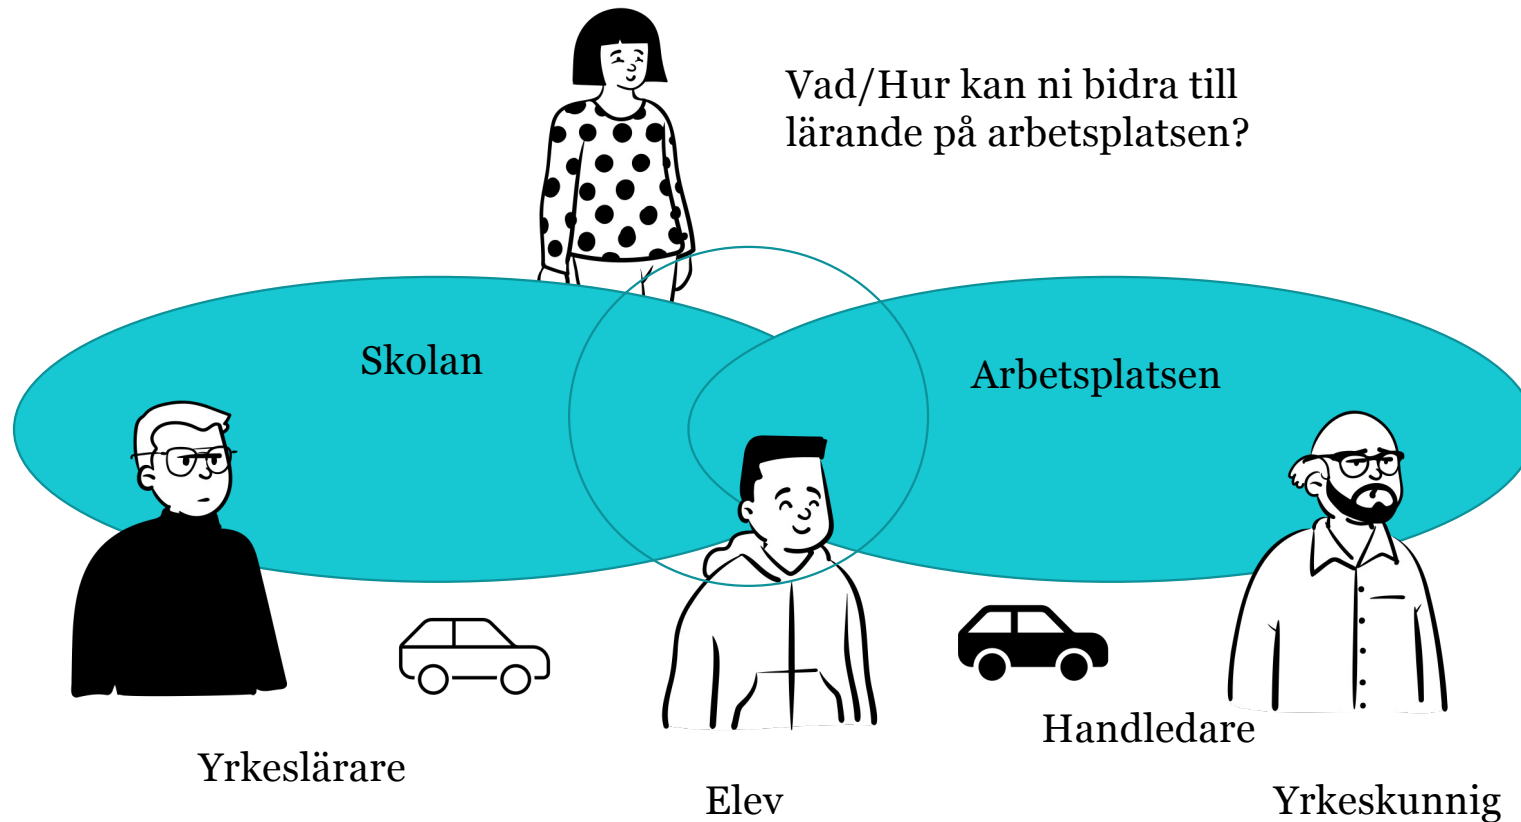 Vad/Hur kan ni bidra till
lärande på arbetsplatsen?
Skolan
Arbetsplatsen
Handledare
Yrkeslärare
Elev
Yrkeskunnig